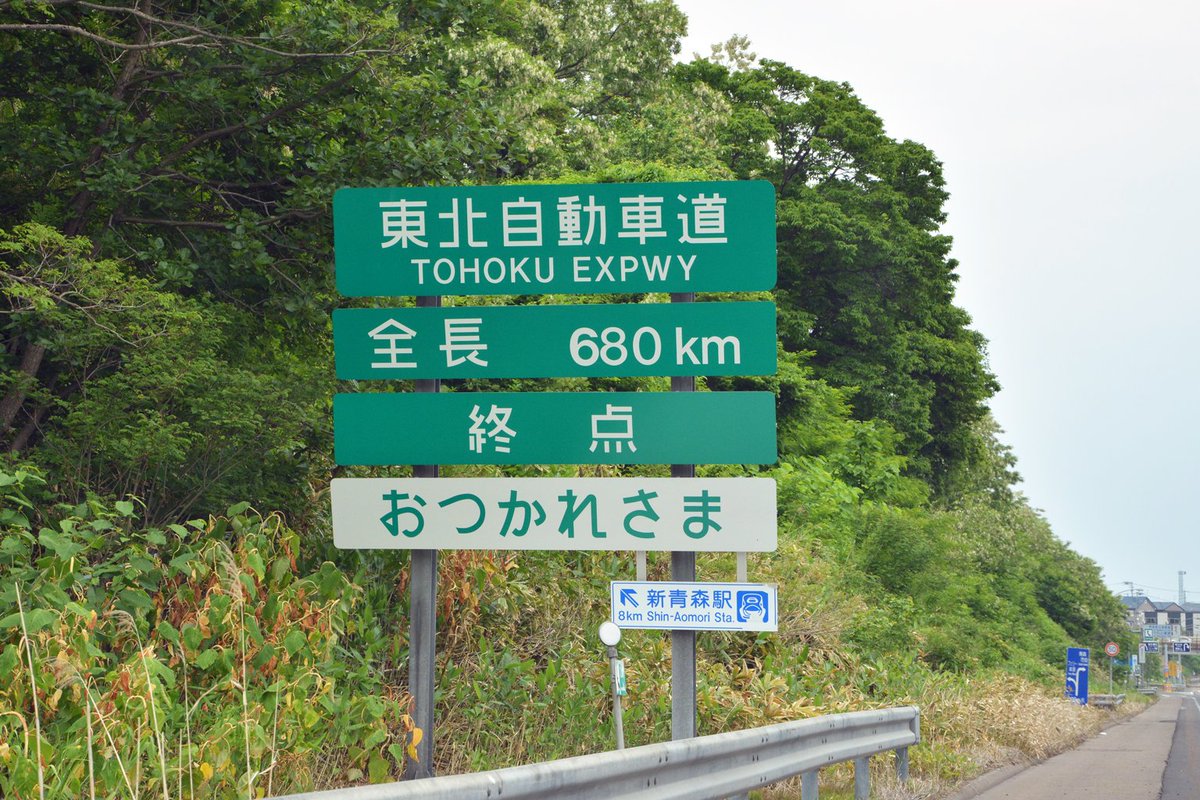 東北自動車道
TOHOKU EXPWY
全長 680 km
終 点
おつかれさま
新青森駅
8km Shin-Aomori Sta.